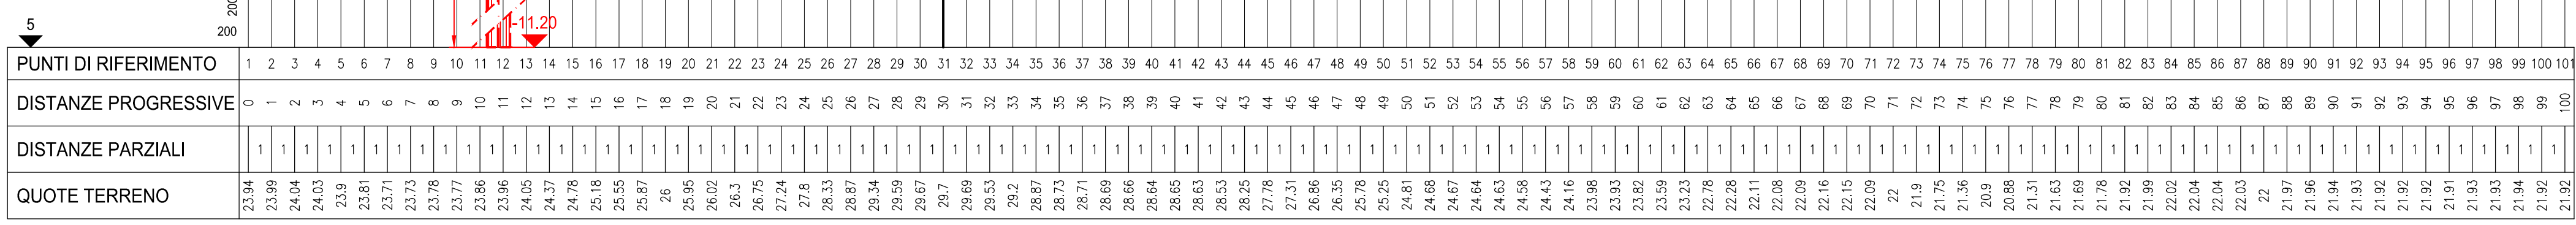 200
-11.20
5
200
PUNTI DI RIFERIMENTO 1 2 3 4 5 6 7 8 9 10 11 12 13 14 15 16 17 18 19 20 21 22 23 24 25 26 27 28 29 30 31 32 33 34 35 36 37 38 39 40 41 42 43 44 45 46 47 48 49 50 51 52 53 54 55 56 57 58 59 60 61 62 63 64 65 66 67 68 69 70 71 72 73 74 75 76 77 78 79 80 81 82 83 84 85 86 87 88 89 90 91 92 93 94 95 96 97 98 99 100 101
DISTANZE PROGRESSIVE 0 1 2 3 4 5 6 7 8 9 10 11 12 13 14 15 16 17 18 19 20 21 22 23 24 25 26 27 28 29 30 31 32 33 34 35 36 37 38 39 40 41 42 43 44 45 46 47 48 49 50 51 52 53 54 55 56 57 58 59 60 61 62 63 64 65 66 67 68 69 70 71 72 73 74 75 76 77 78 79 80 81 82 83 84 85 86 87 88 89 90 91 92 93 94 95 96 97 98 99 100
DISTANZE PARZIALI 1 1 1 1 1 1 1 1 1 1 1 1 1 1 1 1 1 1 1 1 1 1 1 1 1 1 1 1 1 1 1 1 1 1 1 1 1 1 1 1 1 1 1 1 1 1 1 1 1 1 1 1 1 1 1 1 1 1 1 1 1 1 1 1 1 1 1 1 1 1 1 1 1 1 1 1 1 1 1 1 1 1 1 1 1 1 1 1 1 1 1 1 1 1 1 1 1 1 1 1
QUOTE TERRENO 23.94 23.99 24.04 24.03 23.9 23.81 23.71 23.73 23.78 23.77 23.86 23.96 24.05 24.37 24.78 25.18 25.55 25.87 26 25.95 26.02 26.3 26.75 27.24 27.8 28.33 28.87 29.34 29.59 29.67 29.7 29.69 29.53 29.2 28.87 28.73 28.71 28.69 28.66 28.64 28.65 28.63 28.53 28.25 27.78 27.31 26.86 26.35 25.78 25.25 24.81 24.68 24.67 24.64 24.63 24.58 24.43 24.16 23.98 23.93 23.82 23.59 23.23 22.78 22.28 22.11 22.08 22.09 22.16 22.15 22.09 22 21.9 21.75 21.36 20.9 20.88 21.31 21.63 21.69 21.78 21.92 21.99 22.02 22.04 22.04 22.03 22 21.97 21.96 21.94 21.93 21.92 21.92 21.92 21.91 21.93 21.93 21.94 21.92 21.92